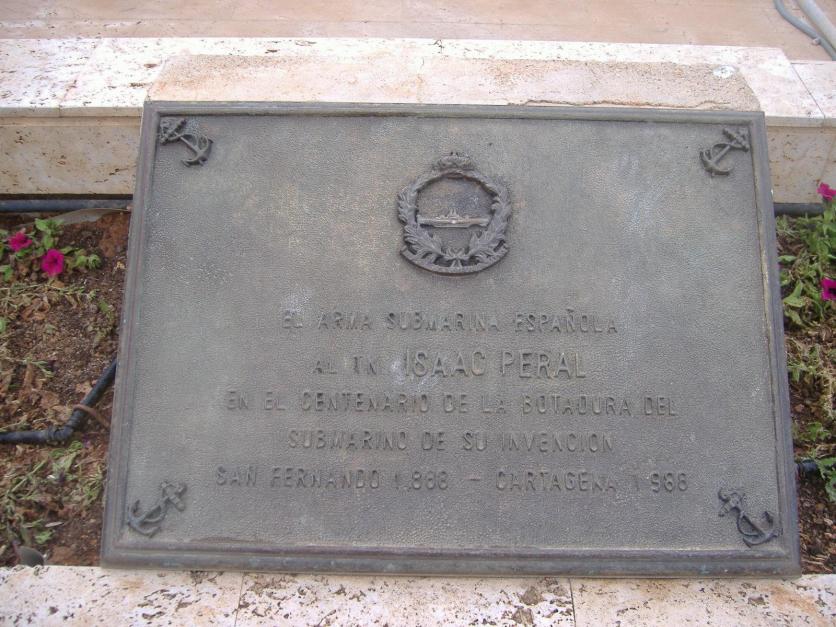 EL ARMA SUBMARINA ESPAÑOLA
AL TN. ISAAC PERAL
EN EL CENTENARIO DE LA BOTADURA DEL
SUBMARINO DE SU INVENCION
SAN FERNANDO 1.888 - CARTAGENA 1.988